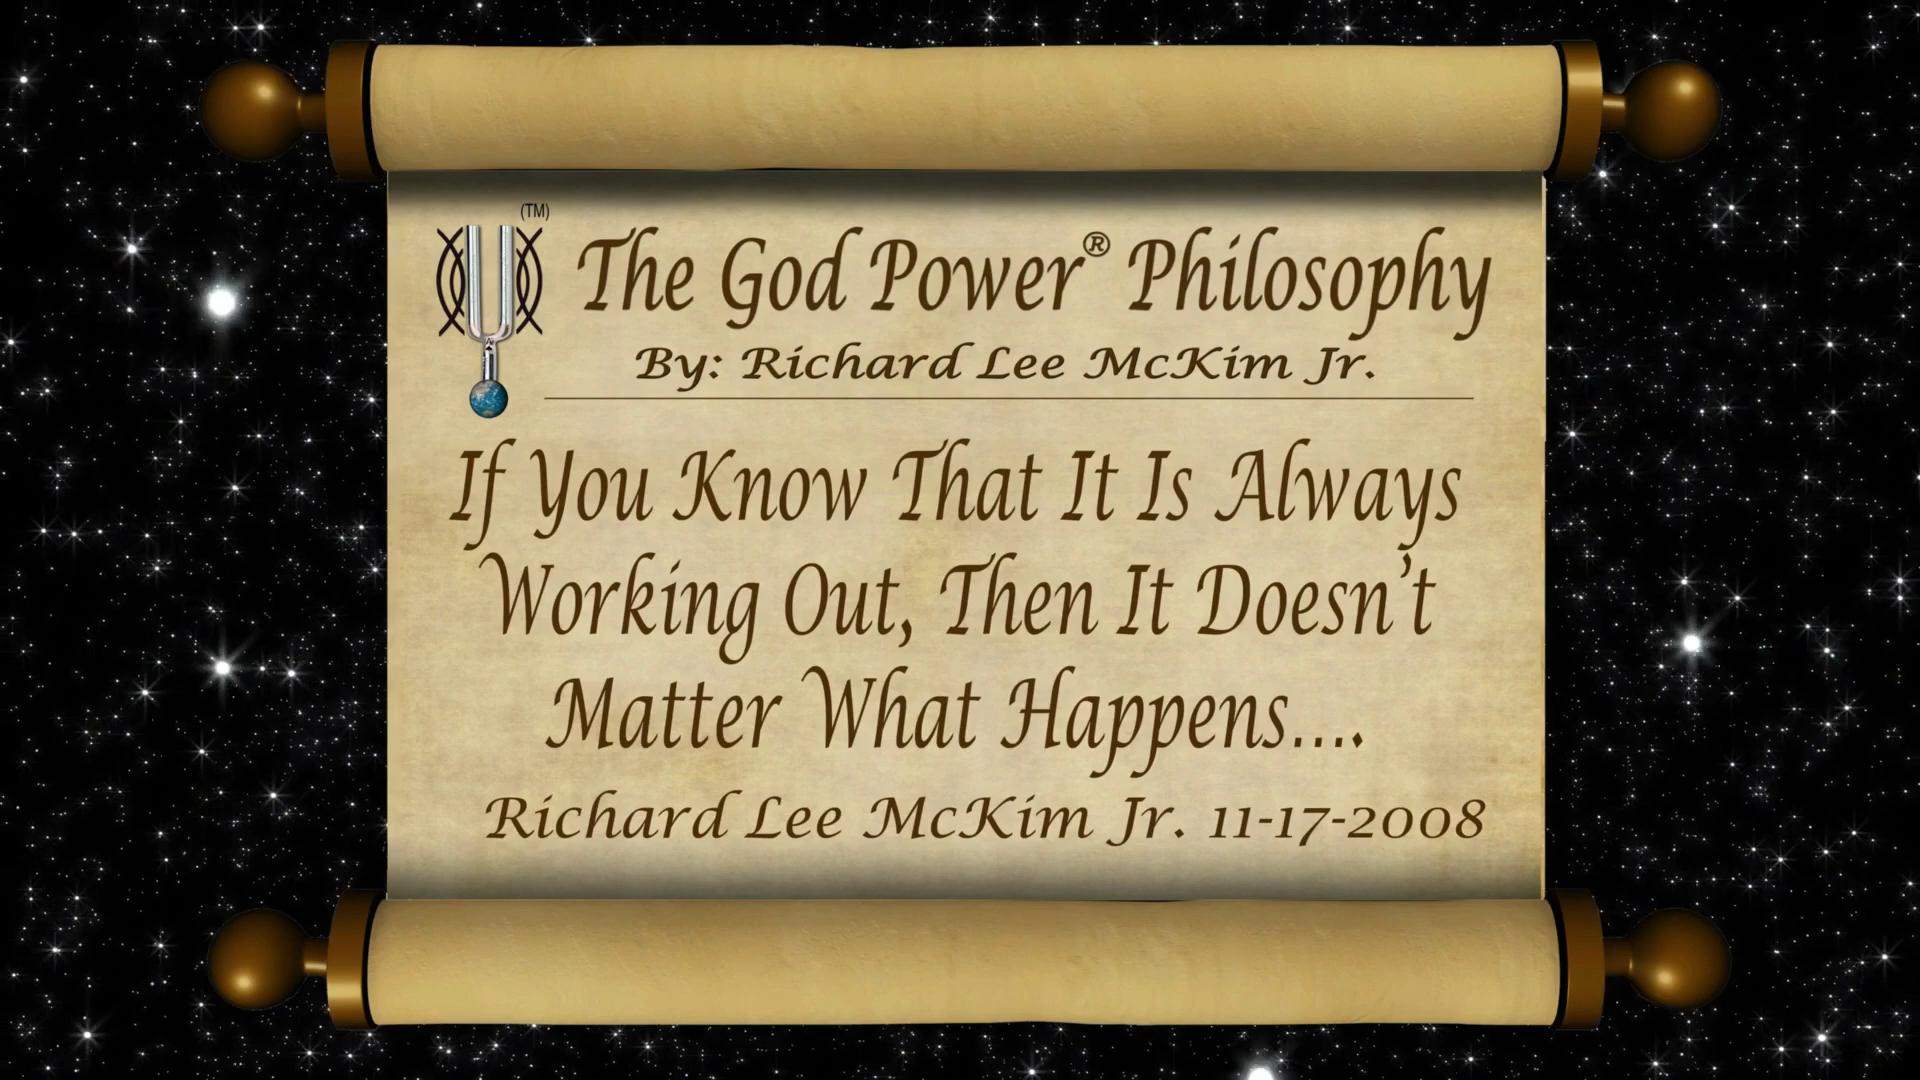 (TM)
The God Power® Philosophy
By: Richard Lee McKim Jr.
If You Know That It Is Always
Working Out, Then It Doesn't
Matter What Happens....
Richard Lee McKim Jr. 11-17-2008